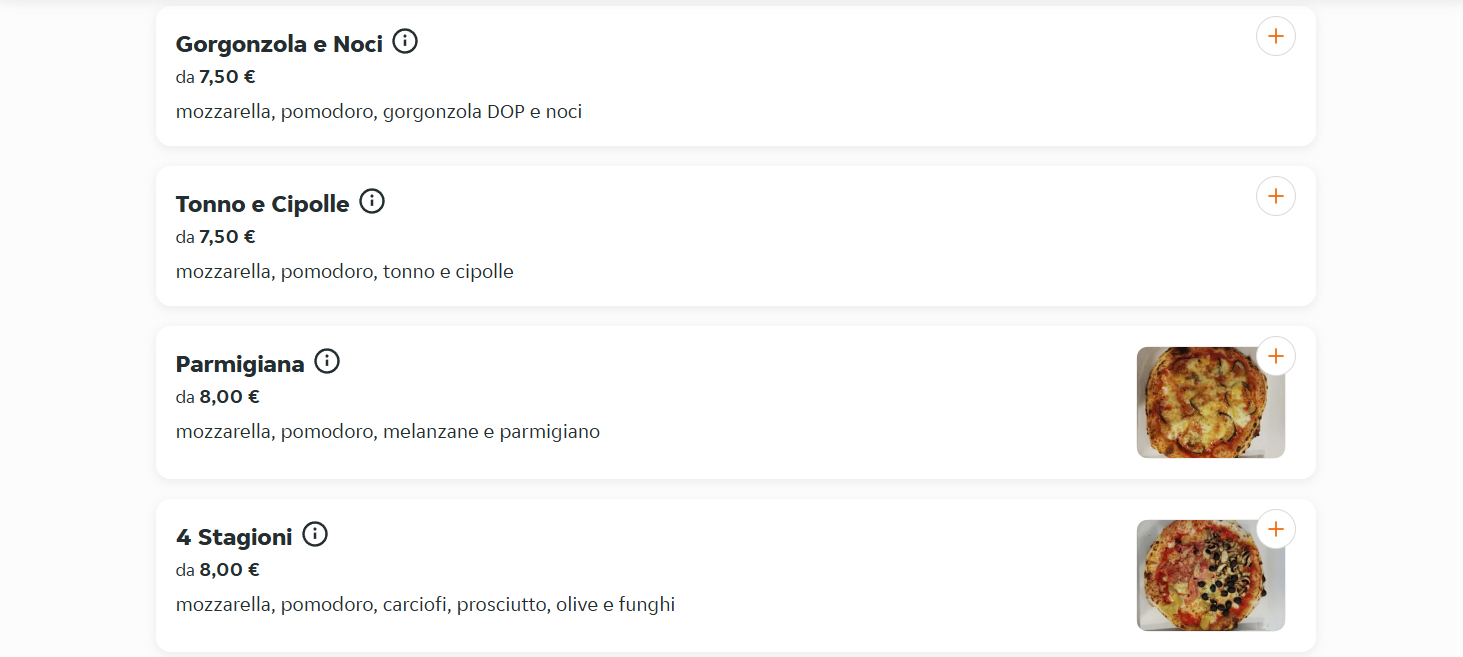 Gorgonzola e Noci
da 7,50 €
mozzarella, pomodoro, gorgonzola DOP e noci
Tonno e Cipolle
da 7,50 €
mozzarella, pomodoro, tonno e cipolle
Parmigiana
da 8,00 €
mozzarella, pomodoro, melanzane e parmigiano
4 Stagioni
da 8,00 €
mozzarella, pomodoro, carciofi, prosciutto, olive e funghi